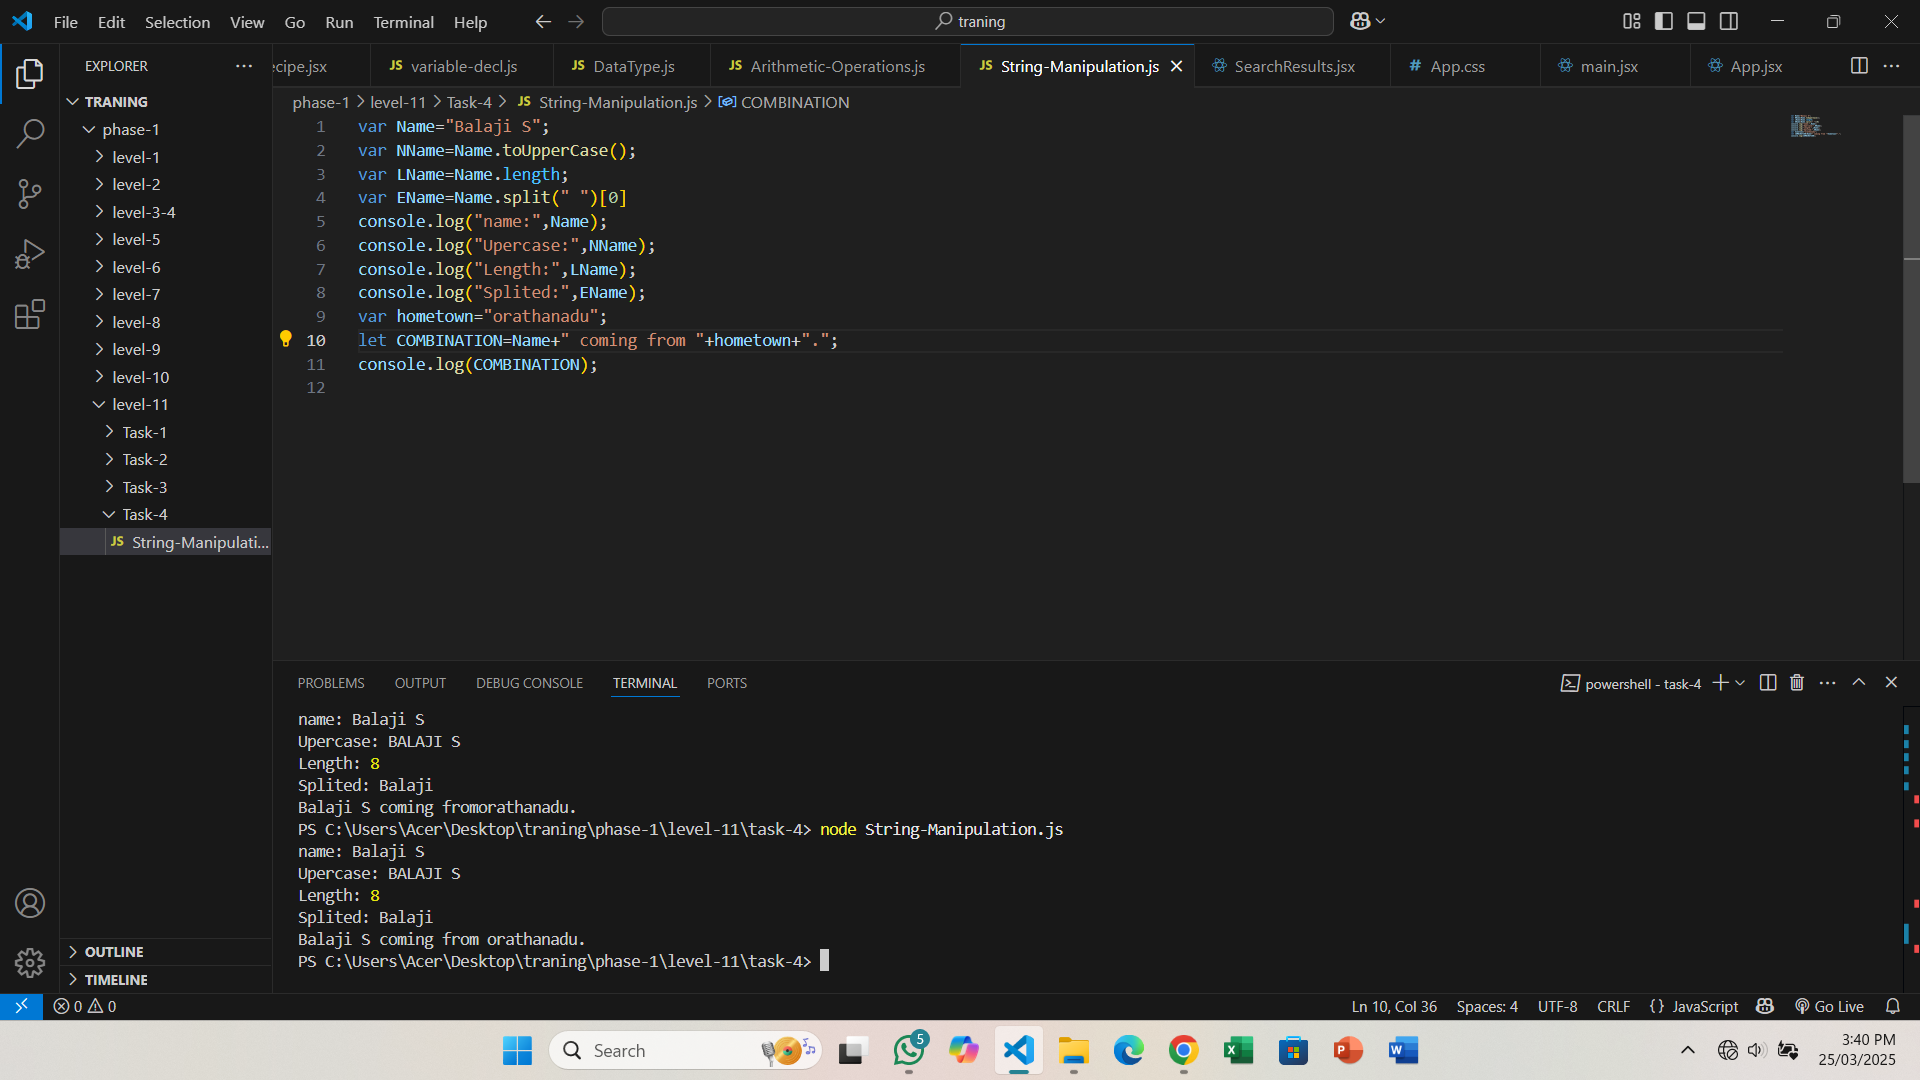 File Edit Selection View Go Run Terminal Help
traning
EXPLORER
ecipe.jsx
JS variable-decl.js
JS DataType.js
JS Arithmetic-Operations.js
JS String-Manipulation.js
SearchResults.jsx
# App.css
main.jsx
App.jsx
TRANING
phase-1
level-1
level-2
level-3-4
level-5
level-6
level-7
level-8
level-9
level-10
level-11
Task-1
Task-2
Task-3
Task-4
JS String-Manipulati...
OUTLINE
TIMELINE
phase-1 > level-11 > Task-4 > JS String-Manipulation.js > COMBINATION
1 var Name="Balaji S";
2 var NName=Name.toUpperCase();
3 var LName=Name.length;
4 var EName=Name.split(" ")[0]
5 console.log("name:",Name);
6 console.log("Upercase:",NName);
7 console.log("Length:",LName);
8 console.log("Splited:",EName);
9 var hometown="orathanadu";
10 let COMBINATION=Name+" coming from "+hometown+".";
11 console.log(COMBINATION);
12
PROBLEMS OUTPUT DEBUG CONSOLE TERMINAL PORTS
powershell - task-4
name: Balaji S
Upercase: BALAJI S
Length: 8
Splited: Balaji
Balaji S coming fromorathanadu.
PS C:\Users\Acer\Desktop\traning\phase-1\level-11\task-4> node String-Manipulation.js
name: Balaji S
Upercase: BALAJI S
Length: 8
Splited: Balaji
Balaji S coming from orathanadu.
PS C:\Users\Acer\Desktop\traning\phase-1\level-11\task-4>
0 0
Ln 10, Col 36 Spaces: 4 UTF-8 CRLF {} JavaScript Go Live
Search
5
3:40 PM
25/03/2025